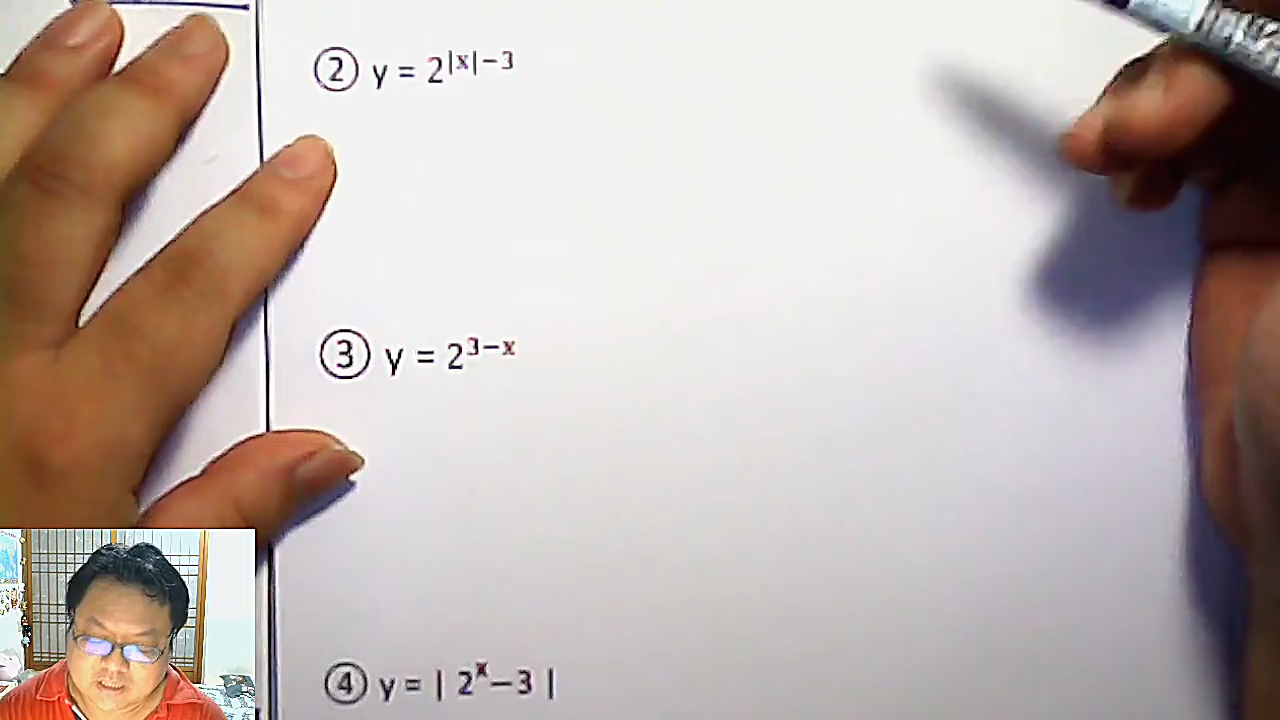 ② y = 2^{|x|−3}
③ y = 2^{3−x}
④ y = | 2^{x}−3 |